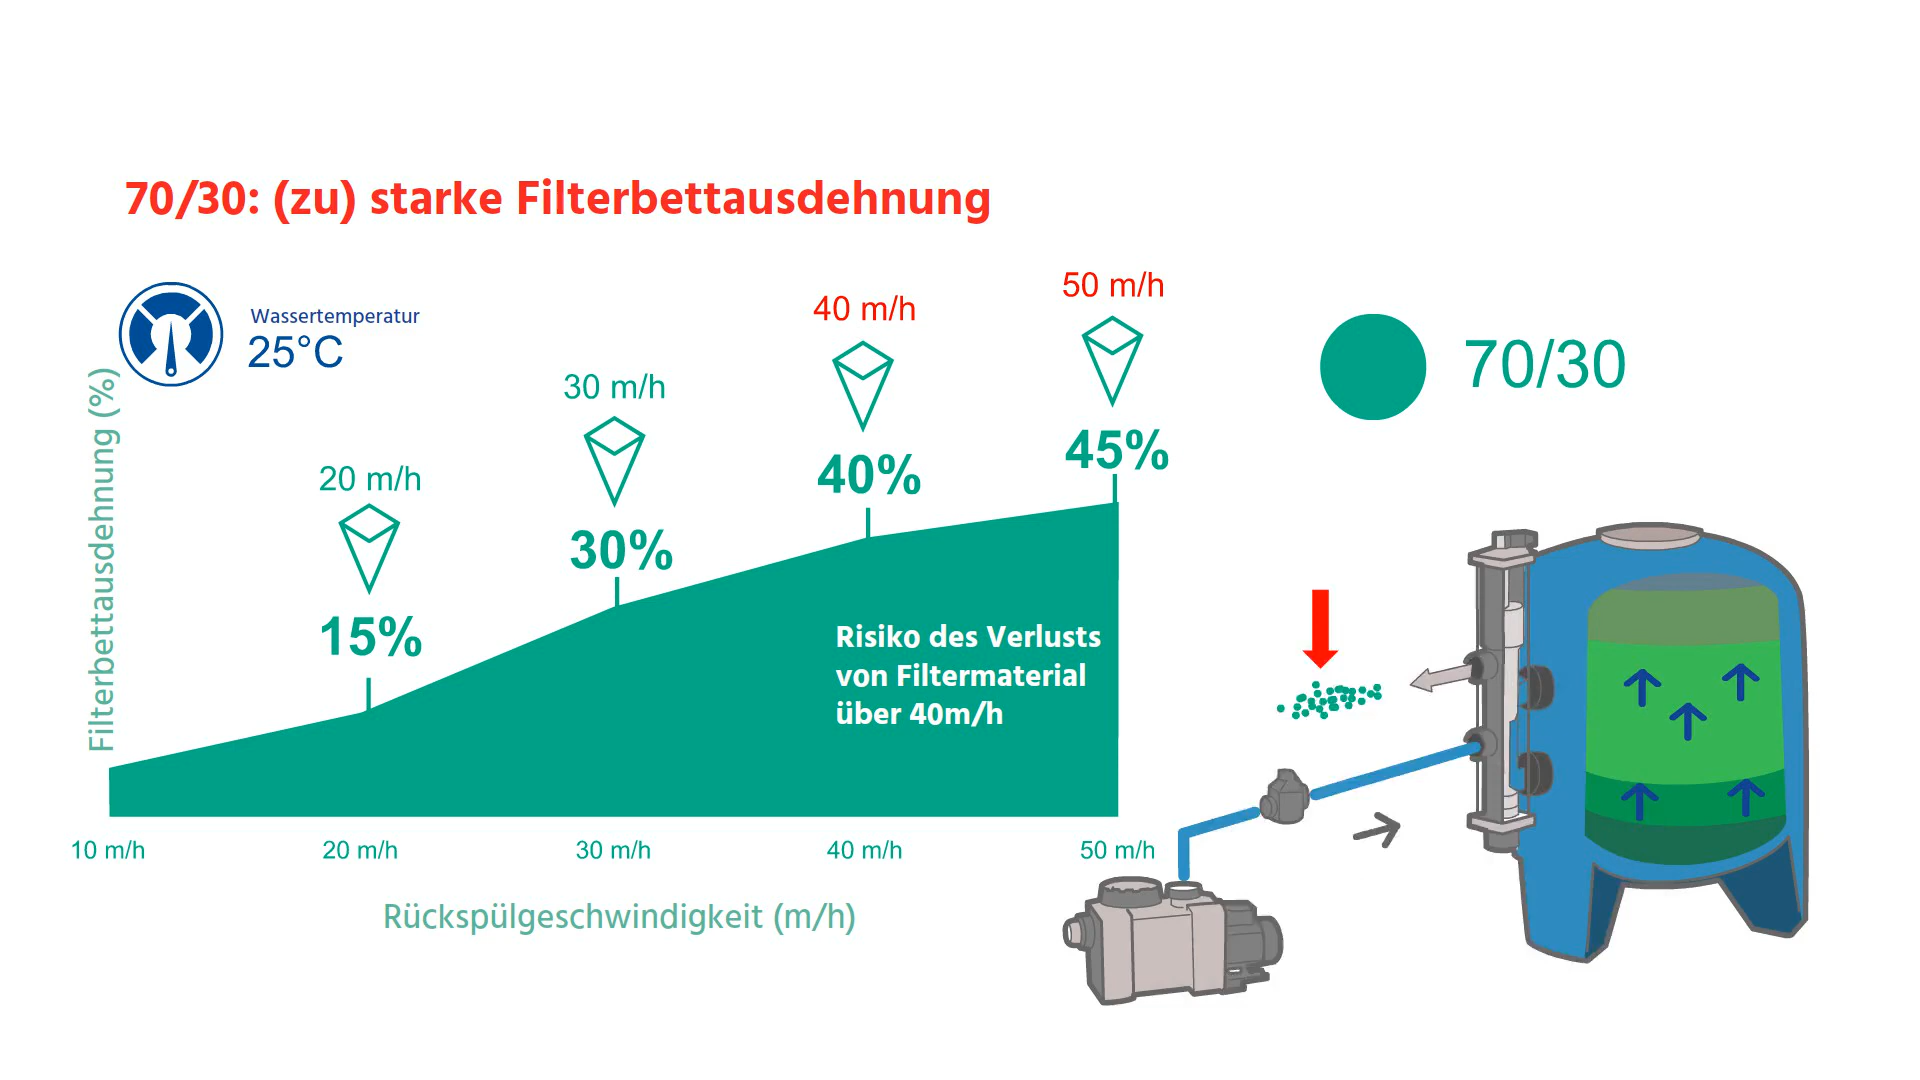 70/30: (zu) starke Filterbettausdehnung
Wassertemperatur
25°C
Filterbettausdehnung (%)
20 m/h
15%
30 m/h
30%
40 m/h
40%
50 m/h
45%
70/30
Risiko des Verlusts
von Filtermaterial
über 40m/h
10 m/h
20 m/h
30 m/h
40 m/h
50 m/h
Rückspülgeschwindigkeit (m/h)